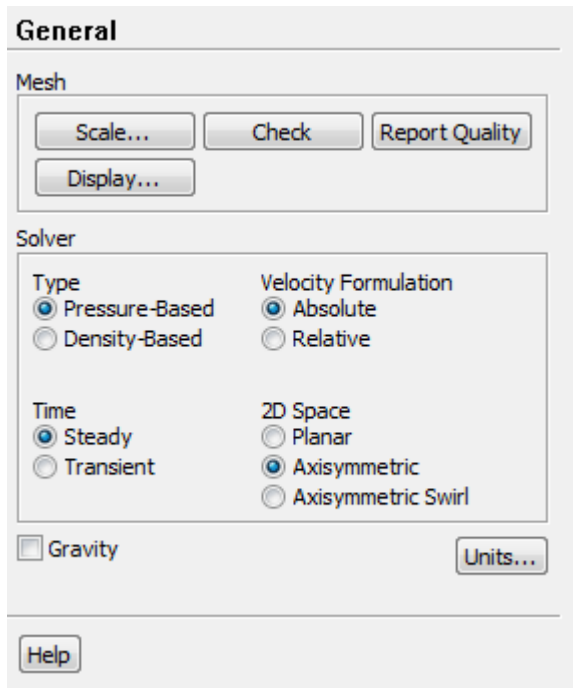 General
Mesh
Scale... Check Report Quality
Display...
Solver
Type Velocity Formulation
Pressure-Based Absolute
Density-Based Relative
Time 2D Space
Steady Planar
Transient Axisymmetric
Axisymmetric Swirl
Gravity Units...
Help